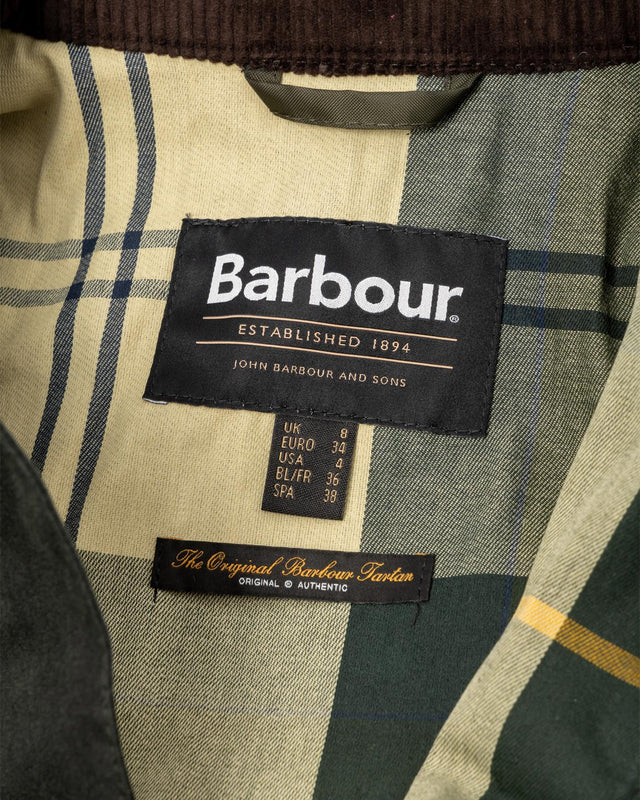 Barbour®
ESTABLISHED 1894
JOHN BARBOUR AND SONS
UK 8
EURO 34
USA 4
BL/FR 36
SPA 38
The Original Barbour Tartan
ORIGINAL © AUTHENTIC